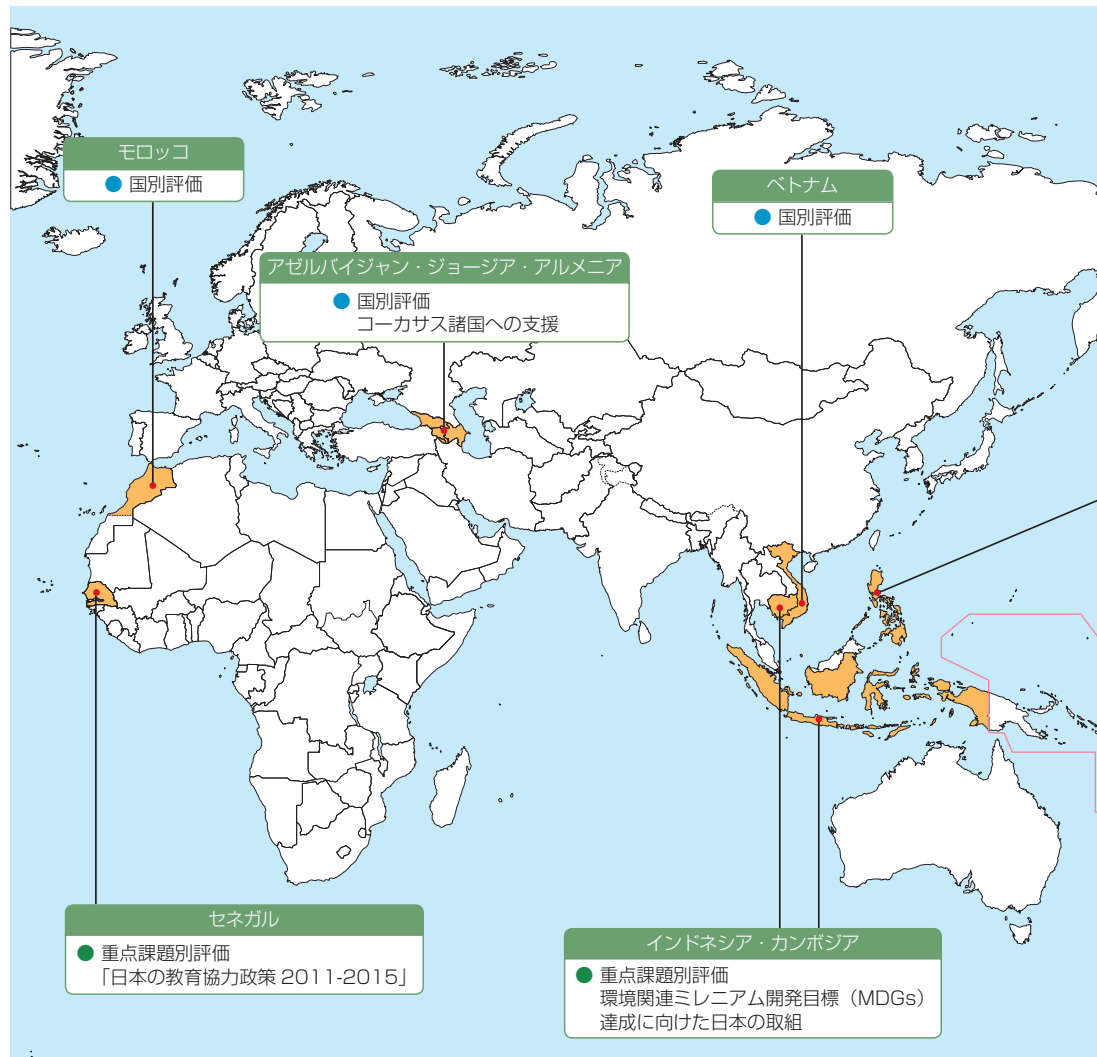 モロッコ
● 国別評価
ベトナム
● 国別評価
アゼルバイジャン・ジョージア・アルメニア
● 国別評価
コーカサス諸国への支援
セネガル
● 重点課題別評価
「日本の教育協力政策 2011-2015」
インドネシア・カンボジア
● 重点課題別評価
環境関連ミレニアム開発目標（MDGs）
達成に向けた日本の取組